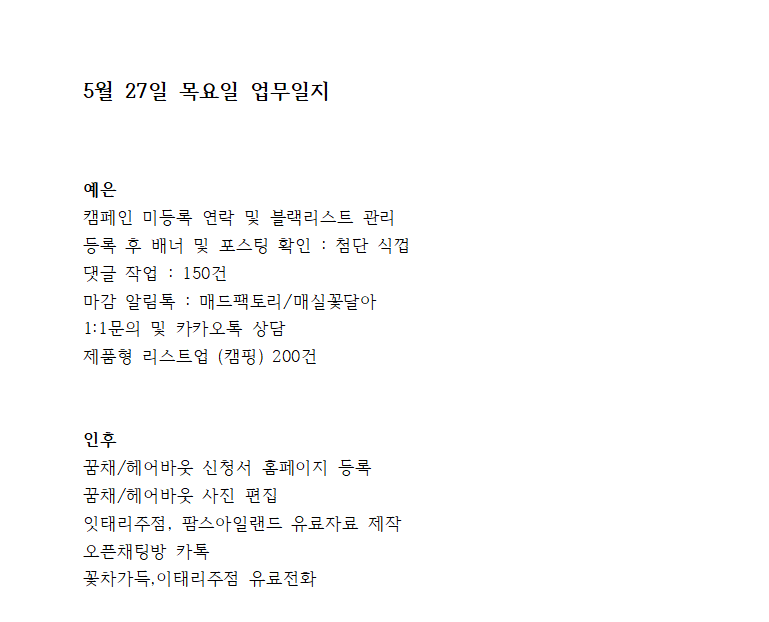 5월 27일 목요일 업무일지
예은
캠페인 미등록 연락 및 블랙리스트 관리
등록 후 배너 및 포스팅 확인 : 첨단 식껍
댓글 작업 : 150건
마감 알림톡 : 매드팩토리/매실꽃달아
1:1문의 및 카카오톡 상담
제품형 리스트업 (캠핑) 200건
인후
꿈채/헤어바웃 신청서 홈페이지 등록
꿈채/헤어바웃 사진 편집
잇태리주점, 팜스아일랜드 유료자료 제작
오픈채팅방 카톡
꽃차가득,이태리주점 유료전화